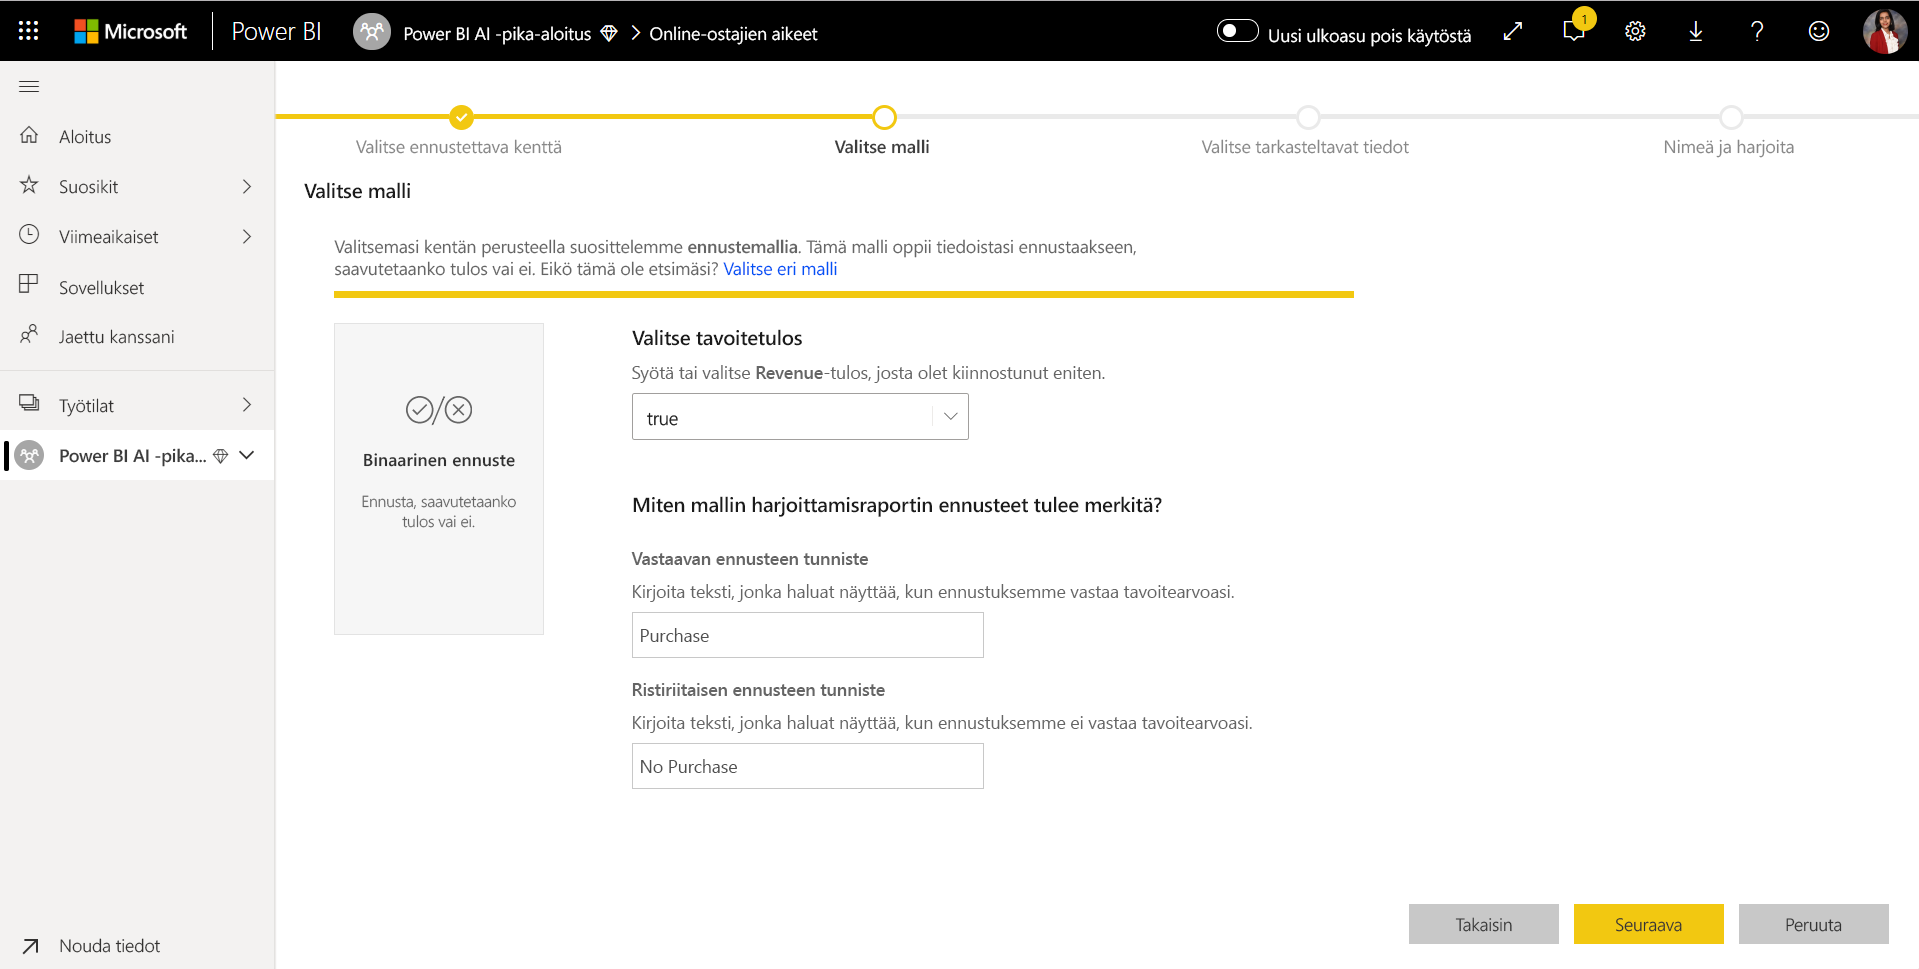 Microsoft
Power BI
Power BI AI -pika-aloitus
Online-ostajien aikeet
Uusi ulkoasu pois käytöstä
1
Aloitus
Suosikit
Viimeaikaiset
Sovellukset
Jaettu kanssani
Työtilat
Power BI AI -pika...
Nouda tiedot
Valitse ennustettava kenttä
Valitse malli
Valitse tarkasteltavat tiedot
Nimeä ja harjoita
Valitse malli
Valitsemasi kentän perusteella suosittelemme ennustemallia. Tämä malli oppii tiedoistasi ennustaakseen,
saavutetaanko tulos vai ei. Eikö tämä ole etsimäsi? Valitse eri malli
Binaarinen ennuste
Ennusta, saavutetaanko
tulos vai ei.
Valitse tavoitetulos
Syötä tai valitse Revenue-tulos, josta olet kiinnostunut eniten.
true
Miten mallin harjoittamisraportin ennusteet tulee merkitä?
Vastaavan ennusteen tunniste
Kirjoita teksti, jonka haluat näyttää, kun ennustuksemme vastaa tavoitearvoasi.
Purchase
Ristiriitaisen ennusteen tunniste
Kirjoita teksti, jonka haluat näyttää, kun ennustuksemme ei vastaa tavoitearvoasi.
No Purchase
Takaisin
Seuraava
Peruuta